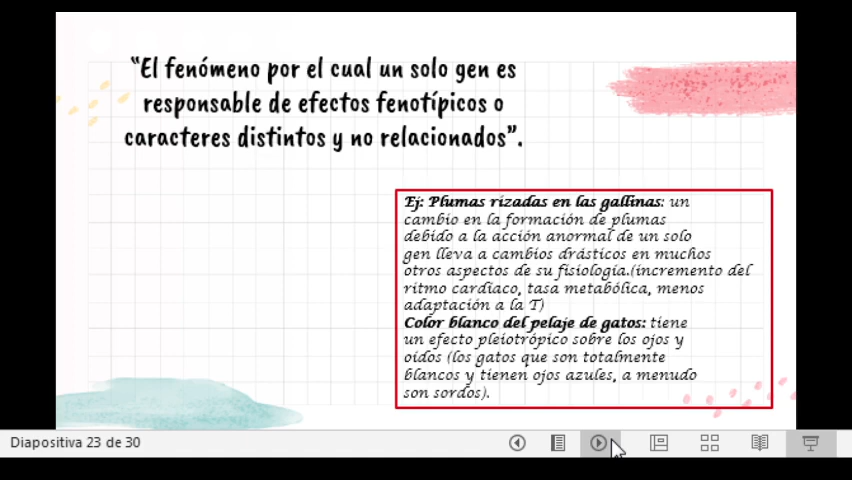 “El fenómeno por el cual un solo gen es
responsable de efectos fenotípicos o
caracteres distintos y no relacionados”.
Ej: Plumas rizadas en las gallinas: un
cambio en la formación de plumas
debido a la acción anormal de un solo
gen lleva a cambios drásticos en muchos
otros aspectos de su fisiología.(incremento del
ritmo cardíaco, tasa metabólica, menos
adaptación a la T)
Color blanco del pelaje de gatos: tiene
un efecto pleiotrópico sobre los ojos y
oídos (los gatos que son totalmente
blancos y tienen ojos azules, a menudo
son sordos).
Diapositiva 23 de 30